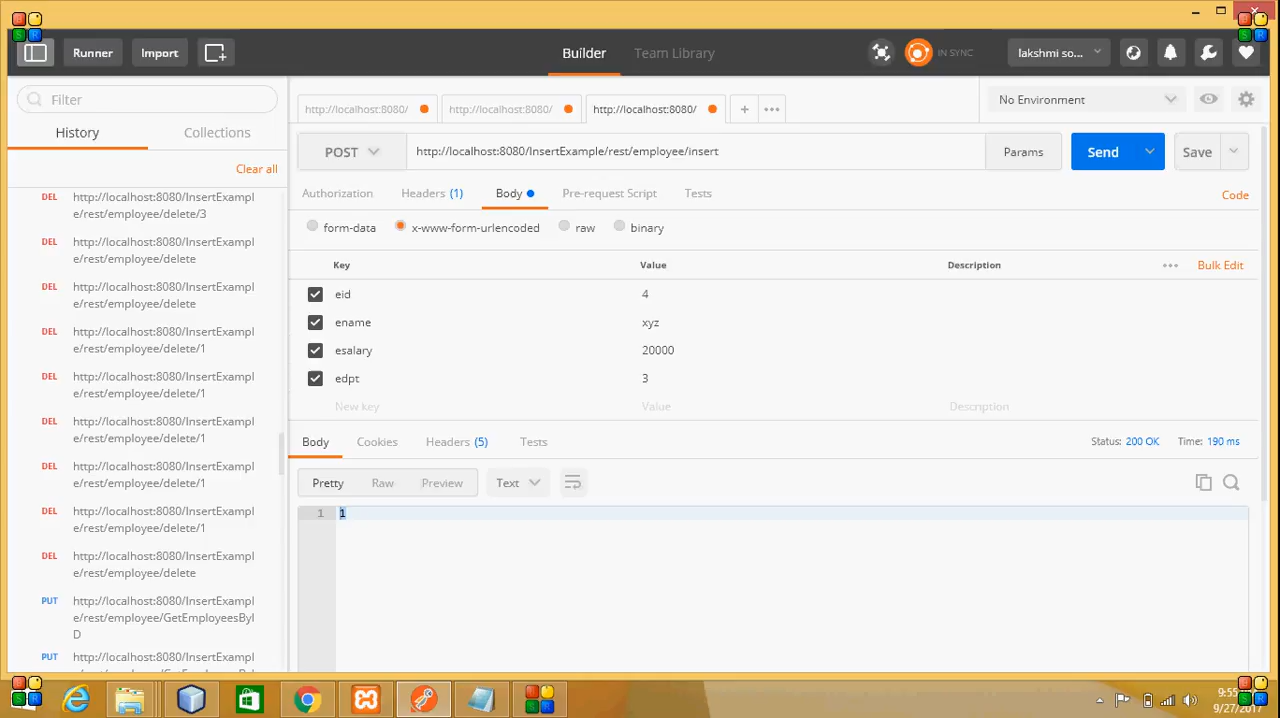 Runner
Import
Builder
Team Library
IN SYNC
lakshmi so...
Filter
History
Collections
Clear all
DEL http://localhost:8080/InsertExampl
e/rest/employee/delete/3
DEL http://localhost:8080/InsertExampl
e/rest/employee/delete
DEL http://localhost:8080/InsertExampl
e/rest/employee/delete
DEL http://localhost:8080/InsertExampl
e/rest/employee/delete/1
DEL http://localhost:8080/InsertExampl
e/rest/employee/delete/1
DEL http://localhost:8080/InsertExampl
e/rest/employee/delete/1
DEL http://localhost:8080/InsertExampl
e/rest/employee/delete/1
DEL http://localhost:8080/InsertExampl
e/rest/employee/delete/1
DEL http://localhost:8080/InsertExampl
e/rest/employee/delete
PUT http://localhost:8080/InsertExampl
e/rest/employee/GetEmployeesByI
D
PUT http://localhost:8080/InsertExampl
http://localhost:8080/
http://localhost:8080/
http://localhost:8080/
No Environment
POST
http://localhost:8080/InsertExample/rest/employee/insert
Params
Send
Save
Authorization
Headers (1)
Body
Pre-request Script
Tests
Code
form-data
x-www-form-urlencoded
raw
binary
Key Value Description
Bulk Edit
eid 4
ename xyz
esalary 20000
edpt 3
New key Value Description
Body
Cookies
Headers (5)
Tests
Status: 200 OK
Time: 190 ms
Pretty
Raw
Preview
Text
1 1
9:55
9/27/2017